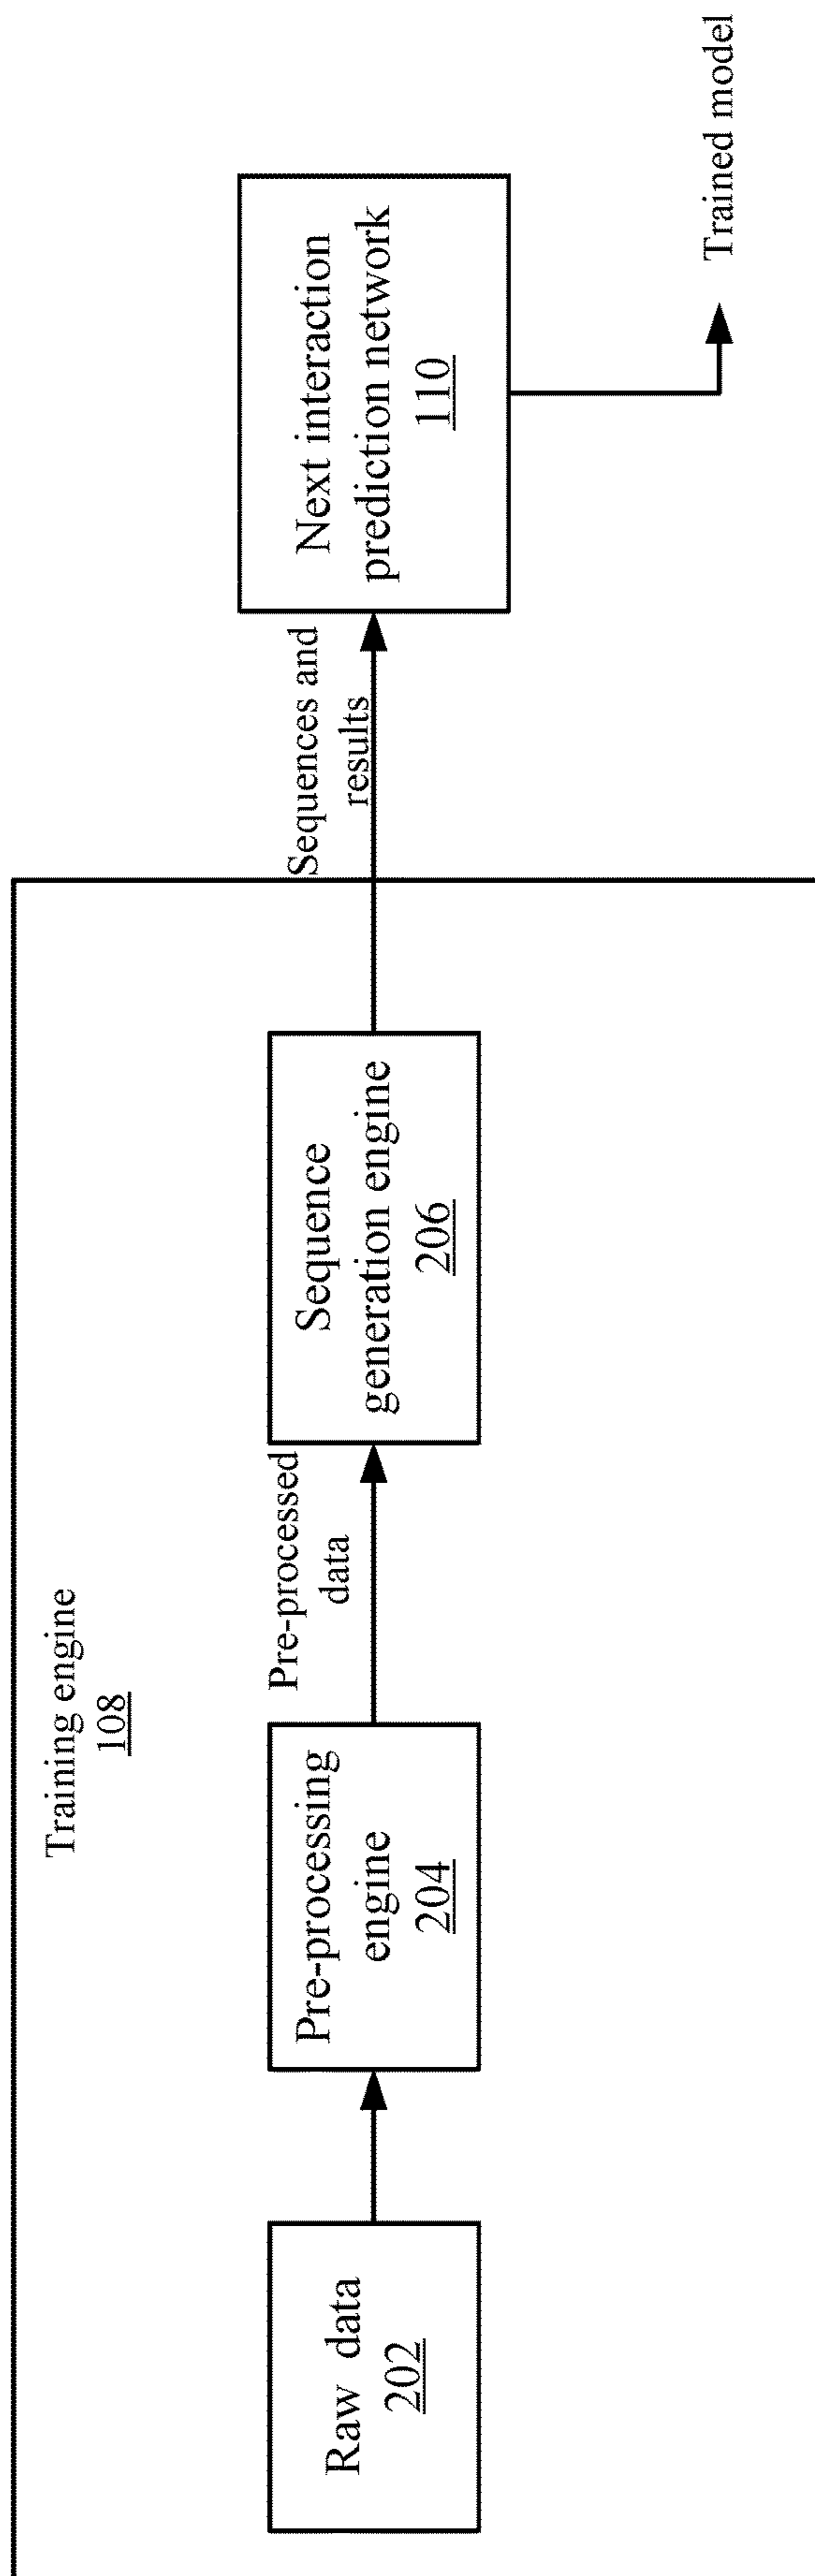 Training engine
108
Raw data
202
Pre-processing
engine
204
Pre-processed
data
Sequence
generation engine
206
Sequences and
results
Next interaction
prediction network
110
Trained model